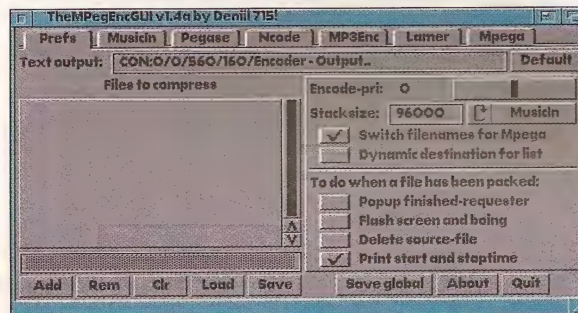 TheMPegEncGUI v1.4a by Deniil 715!
Prefs Musicin Pegase Ncode MP3Enc Lamer Mpega
Text output: CON:0/0/560/160/Encoder - Output.. Default
Files to compress
Encode-pri: 0
Stacksize: 96000 MusicIn
Switch filenames for Mpega
Dynamic destination for list
To do when a file has been packed:
Popup finished-requester
Flash screen and boing
Delete source-file
Print start and stoptime
Add Rem Clr Load Save
Save global About Quit